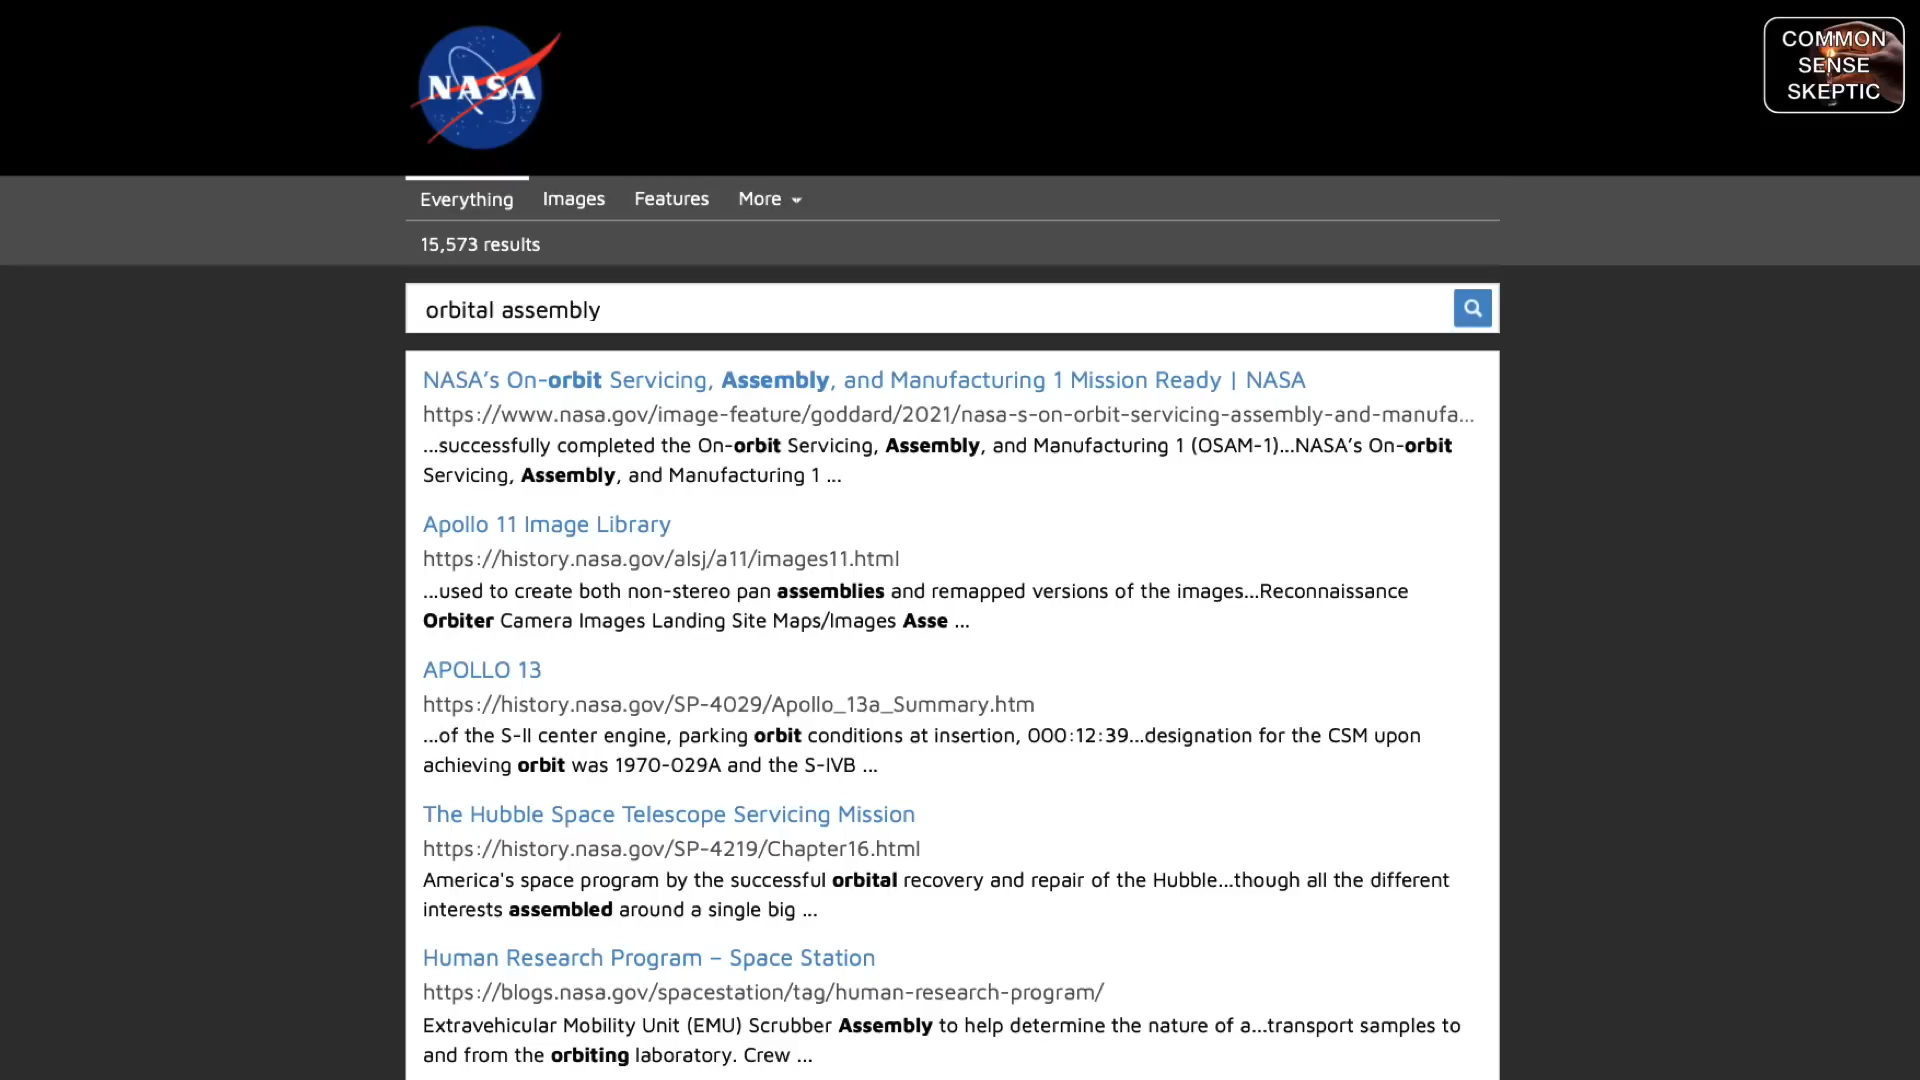 NASA
COMMON
SENSE
SKEPTIC
Everything Images Features More
15,573 results
orbital assembly
NASA’s On-orbit Servicing, Assembly, and Manufacturing 1 Mission Ready | NASA
https://www.nasa.gov/image-feature/goddard/2021/nasa-s-on-orbit-servicing-assembly-and-manufa...
...successfully completed the On-orbit Servicing, Assembly, and Manufacturing 1 (OSAM-1)...NASA’s On-orbit
Servicing, Assembly, and Manufacturing 1 ...
Apollo 11 Image Library
https://history.nasa.gov/alsj/a11/images11.html
...used to create both non-stereo pan assemblies and remapped versions of the images...Reconnaissance
Orbiter Camera Images Landing Site Maps/Images Asse ...
APOLLO 13
https://history.nasa.gov/SP-4029/Apollo_13a_Summary.htm
...of the S-II center engine, parking orbit conditions at insertion, 000:12:39...designation for the CSM upon
achieving orbit was 1970-029A and the S-IVB ...
The Hubble Space Telescope Servicing Mission
https://history.nasa.gov/SP-4219/Chapter16.html
America's space program by the successful orbital recovery and repair of the Hubble...though all the different
interests assembled around a single big ...
Human Research Program – Space Station
https://blogs.nasa.gov/spacestation/tag/human-research-program/
Extravehicular Mobility Unit (EMU) Scrubber Assembly to help determine the nature of a...transport samples to
and from the orbiting laboratory. Crew ...